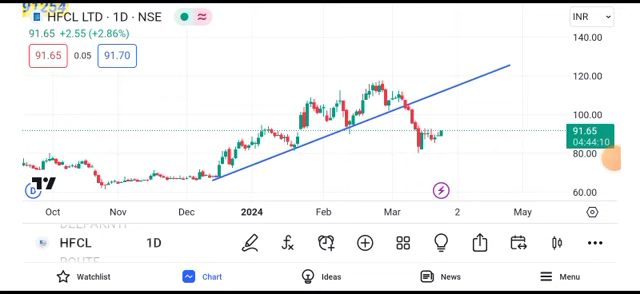 91254
HFCL LTD · 1D · NSE
INR
91.65 +2.55 (+2.86%)
91.65 0.05 91.70
140.00
120.00
100.00
91.65
04:44:10
80.00
60.00
D
Oct Nov Dec 2024 Feb Mar 2 May
HFCL 1D
ROUTE
Watchlist Chart Ideas News Menu